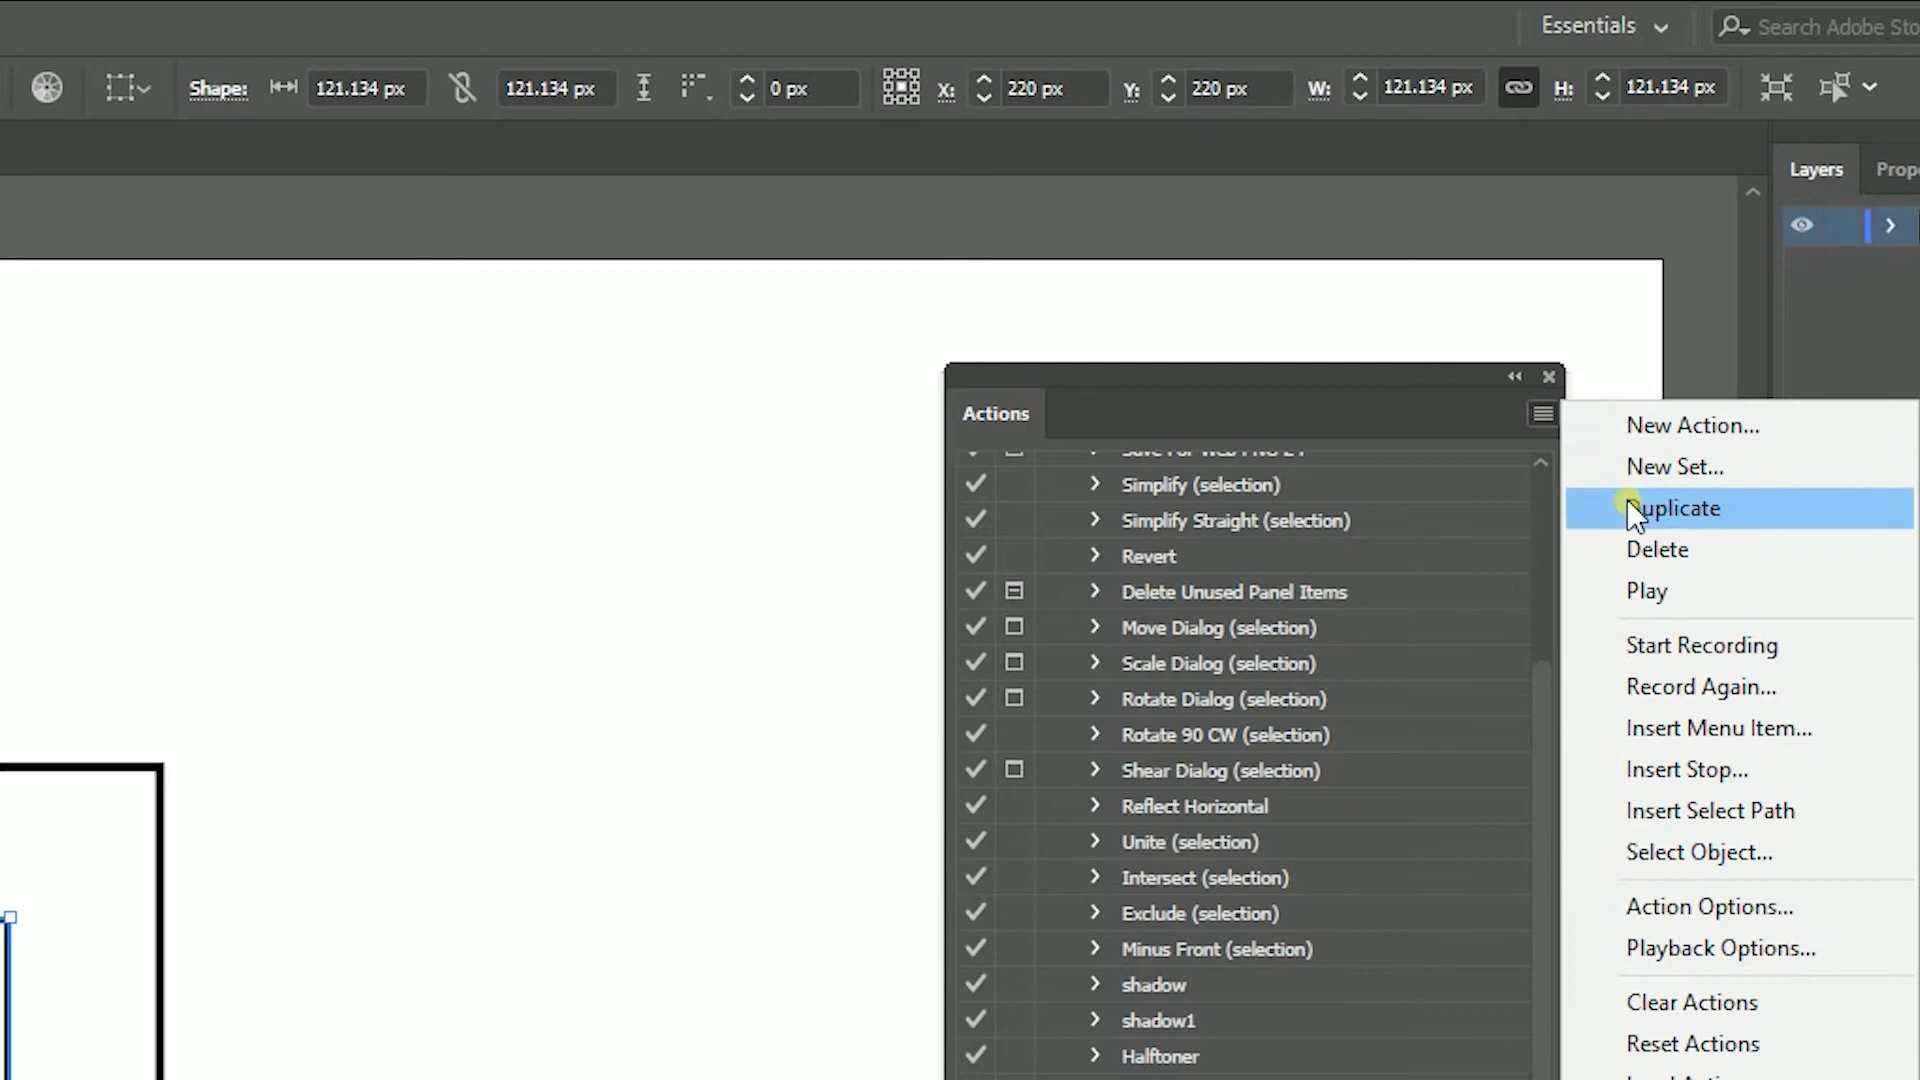 Essentials
Search Adobe Sto
Shape: 121.134 px 121.134 px 0 px X: 220 px Y: 220 px W: 121.134 px H: 121.134 px
Layers Prope
Actions
Simplify (selection)
Simplify Straight (selection)
Revert
Delete Unused Panel Items
Move Dialog (selection)
Scale Dialog (selection)
Rotate Dialog (selection)
Rotate 90 CW (selection)
Shear Dialog (selection)
Reflect Horizontal
Unite (selection)
Intersect (selection)
Exclude (selection)
Minus Front (selection)
shadow
shadow1
Halftoner
New Action...
New Set...
Duplicate
Delete
Play
Start Recording
Record Again...
Insert Menu Item...
Insert Stop...
Insert Select Path
Select Object...
Action Options...
Playback Options...
Clear Actions
Reset Actions